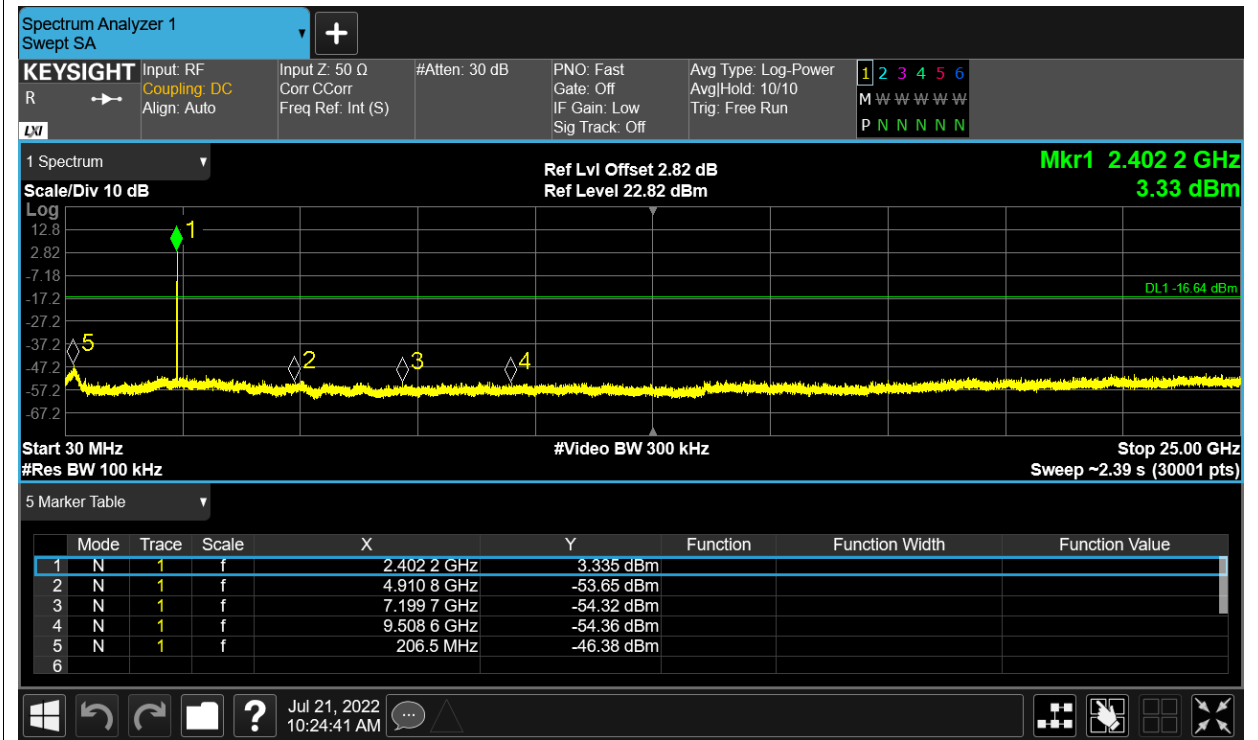 Spectrum Analyzer 1
Swept SA
KEYSIGHT Input: RF Input Z: 50 Ω #Atten: 30 dB PNO: Fast Avg Type: Log-Power 1 2 3 4 5 6
R Coupling: DC Corr CCorr Gate: Off Avg|Hold: 10/10 M W W W W W
Align: Auto Freq Ref: Int (S) IF Gain: Low Trig: Free Run
LXI Sig Track: Off P N N N N N N
1 Spectrum Ref Lvl Offset 2.82 dB Mkr1 2.402 2 GHz
Scale/Div 10 dB Ref Level 22.82 dBm 3.33 dBm
Log
12.8 1
2.82
-7.18
-17.2 DL1 -16.64 dBm
-27.2
-37.2 5
-47.2 2 3 4
-57.2
-67.2
Start 30 MHz #Video BW 300 kHz Stop 25.00 GHz
#Res BW 100 kHz Sweep ~2.39 s (30001 pts)
5 Marker Table
Mode Trace Scale X Y Function Function Width Function Value
1 N 1 f 2.402 2 GHz 3.335 dBm
2 N 1 f 4.910 8 GHz -53.65 dBm
3 N 1 f 7.199 7 GHz -54.32 dBm
4 N 1 f 9.508 6 GHz -54.36 dBm
5 N 1 f 206.5 MHz -46.38 dBm
6
? Jul 21, 2022
10:24:41 AM